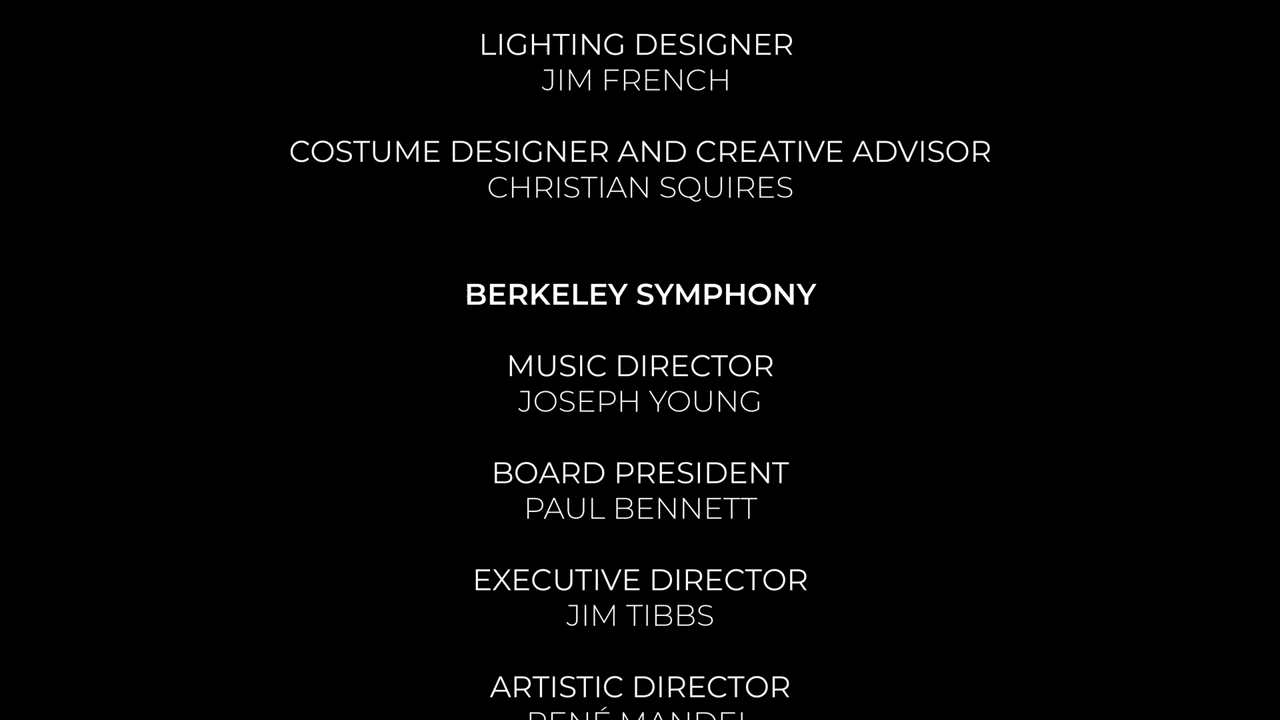 LIGHTING DESIGNER
JIM FRENCH
COSTUME DESIGNER AND CREATIVE ADVISOR
CHRISTIAN SQUIRES
BERKELEY SYMPHONY
MUSIC DIRECTOR
JOSEPH YOUNG
BOARD PRESIDENT
PAUL BENNETT
EXECUTIVE DIRECTOR
JIM TIBBS
ARTISTIC DIRECTOR
RENÉ MANDEL